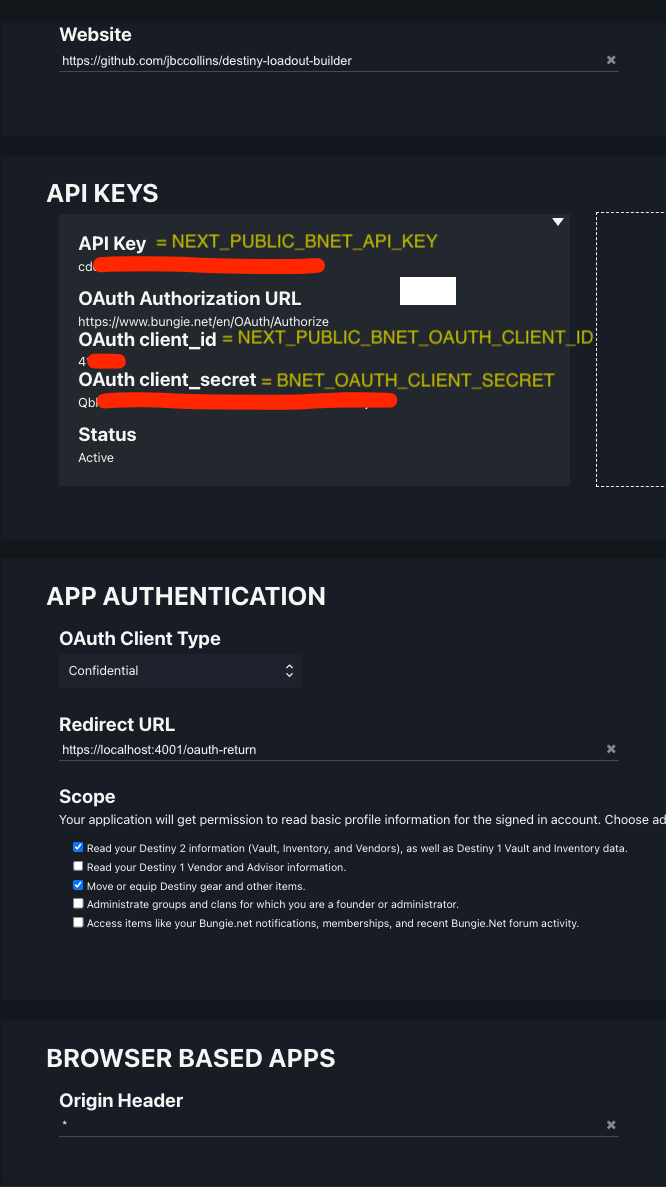 Website
https://github.com/jbccollins/destiny-loadout-builder
API KEYS
API Key = NEXT_PUBLIC_BNET_API_KEY
cd
OAuth Authorization URL
https://www.bungie.net/en/OAuth/Authorize
OAuth client_id = NEXT_PUBLIC_BNET_OAUTH_CLIENT_ID
4
OAuth client_secret = BNET_OAUTH_CLIENT_SECRET
Qb
Status
Active
APP AUTHENTICATION
OAuth Client Type
Confidential
Redirect URL
https://localhost:4001/oauth-return
Scope
Your application will get permission to read basic profile information for the signed in account. Choose ad
Read your Destiny 2 information (Vault, Inventory, and Vendors), as well as Destiny 1 Vault and Inventory data.
Read your Destiny 1 Vendor and Advisor information.
Move or equip Destiny gear and other items.
Administrate groups and clans for which you are a founder or administrator.
Access items like your Bungie.net notifications, memberships, and recent Bungie.Net forum activity.
BROWSER BASED APPS
Origin Header
*